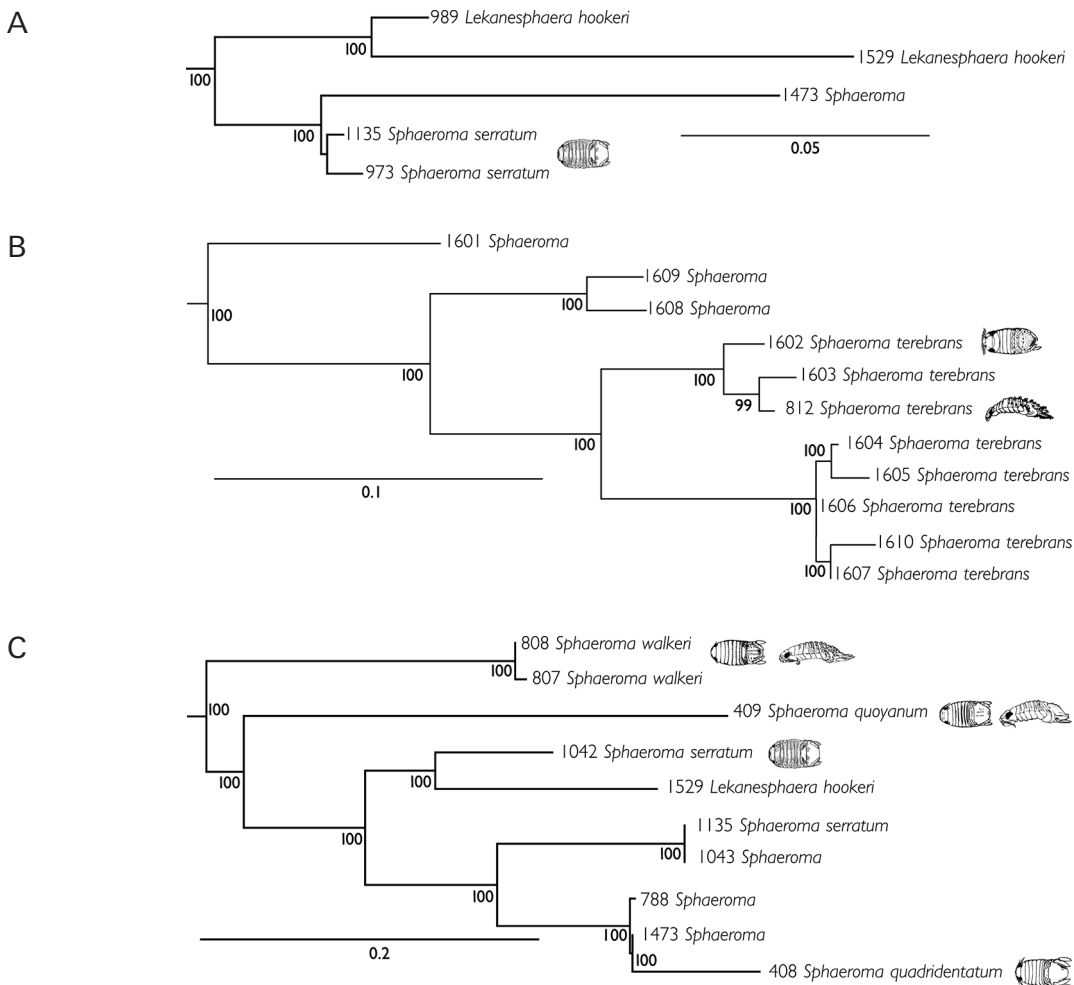 A
989 Lekanesphaera hookeri
100
1529 Lekanesphaera hookeri
100
1473 Sphaeroma
100
1135 Sphaeroma serratum
0.05
973 Sphaeroma serratum
B
1601 Sphaeroma
1609 Sphaeroma
100
1608 Sphaeroma
100
1602 Sphaeroma terebrans
100
100
1603 Sphaeroma terebrans
99
812 Sphaeroma terebrans
100
1604 Sphaeroma terebrans
100
1605 Sphaeroma terebrans
0.1
100
1606 Sphaeroma terebrans
1610 Sphaeroma terebrans
100
1607 Sphaeroma terebrans
C
808 Sphaeroma walkeri
100
807 Sphaeroma walkeri
100
409 Sphaeroma quoyanum
1042 Sphaeroma serratum
100
100
1529 Lekanesphaera hookeri
1135 Sphaeroma serratum
100
100
1043 Sphaeroma
100
788 Sphaeroma
100
1473 Sphaeroma
0.2
100
408 Sphaeroma quadridentatum